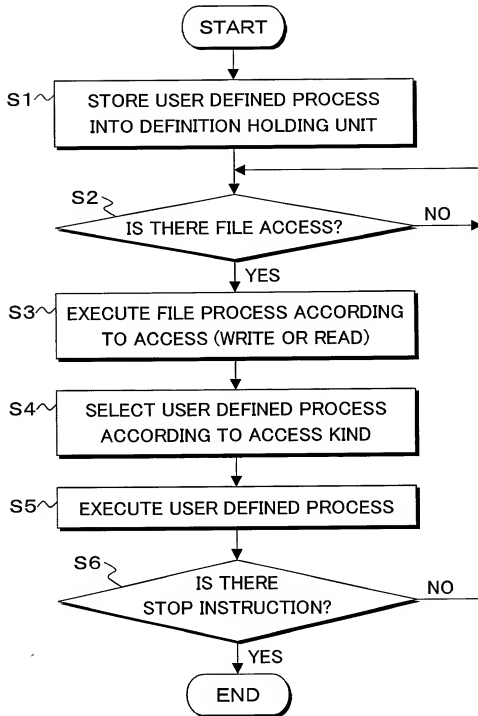 START
S1
STORE USER DEFINED PROCESS
INTO DEFINITION HOLDING UNIT
S2
IS THERE FILE ACCESS?
NO
YES
S3
EXECUTE FILE PROCESS ACCORDING
TO ACCESS (WRITE OR READ)
S4
SELECT USER DEFINED PROCESS
ACCORDING TO ACCESS KIND
S5
EXECUTE USER DEFINED PROCESS
S6
IS THERE
STOP INSTRUCTION?
NO
YES
END